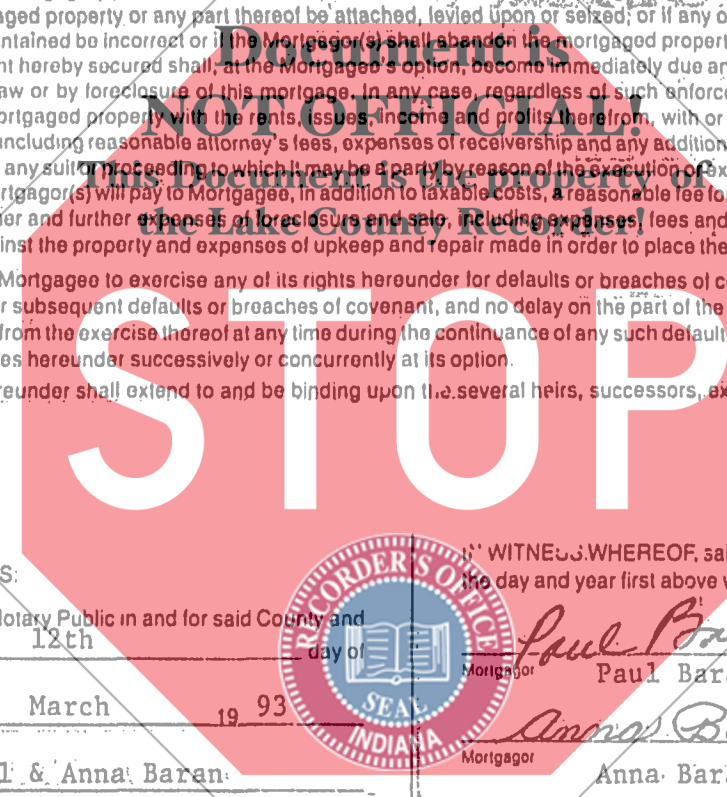 aged property or any part thereof be attached, levied upon or seized; or if any of
ntained be incorrect or if the Mortgagor(s) shall abandon the mortgaged propert
Document is
nt hereby secured shall, at the Mortgagee's option, become immediately due an
aw or by foreclosure of this mortgage. In any case, regardless of such enforce
NOT OFFICIAL!
ortgaged property with the rents, issues, income and profits therefrom, with or
including reasonable attorney's fees, expenses of receivership and any addition
any suit or proceeding to which it may be a party by reason of the execution or ex
This Document is the property of
rtgagor(s) will pay to Mortgagee, in addition to taxable costs, a reasonable fee fo
er and further expenses of foreclosure and sale, including expenses, fees and
the Lake County Recorder!
inst the property and expenses of upkeep and repair made in order to place the
Mortgagee to exercise any of its rights hereunder for defaults or breaches of c
r subsequent defaults or breaches of covenant, and no delay on the part of the
from the exercise thereof at any time during the continuance of any such default
es hereunder successively or concurrently at its option.
reunder shall extend to and be binding upon the several heirs, successors, ex
STOP
IN WITNESS WHEREOF, sai
S:
the day and year first above w
Notary Public in and for said County and
12th day of
Mortgagor Paul Bara
March 19 93
RECORDER'S OFFICE
SEAL
INDIANA
Mortgagor
l & Anna Baran
Anna Bar